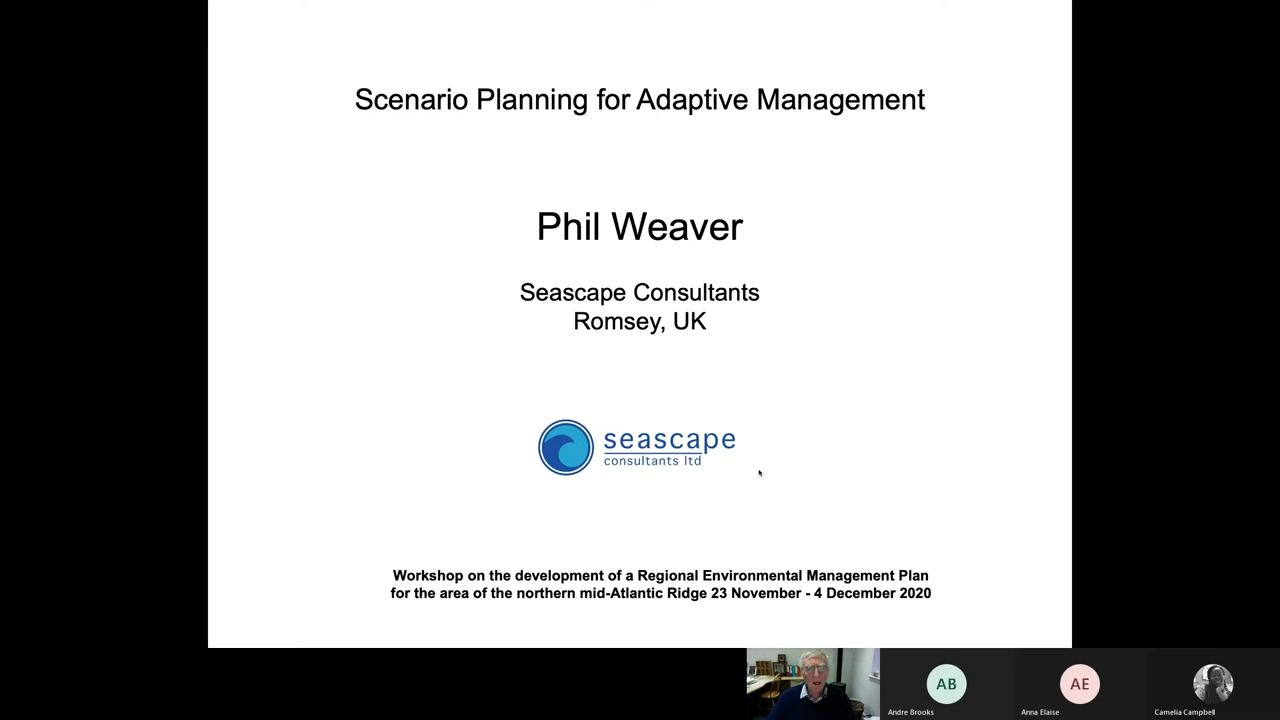 Scenario Planning for Adaptive Management
Phil Weaver
Seascape Consultants
Romsey, UK
seascape
consultants ltd
Workshop on the development of a Regional Environmental Management Plan
for the area of the northern mid-Atlantic Ridge 23 November - 4 December 2020
AB
AE
Andre Brooks
Anna Elaise
Camelia Campbell